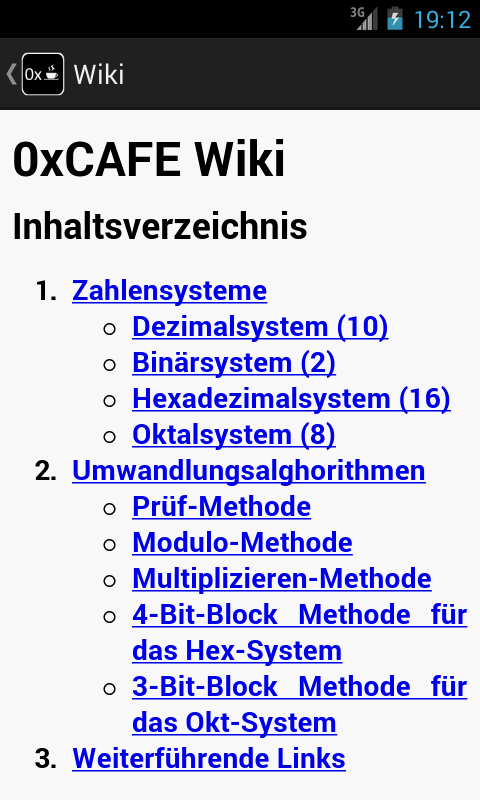 3G 19:12
0x Wiki
0xCAFE Wiki
Inhaltsverzeichnis
1. Zahlensysteme
Dezimalsystem (10)
Binärsystem (2)
Hexadezimalsystem (16)
Oktalsystem (8)
2. Umwandlungsalghorithmen
Prüf-Methode
Modulo-Methode
Multiplizieren-Methode
4-Bit-Block Methode für
das Hex-System
3-Bit-Block Methode für
das Okt-System
3. Weiterführende Links